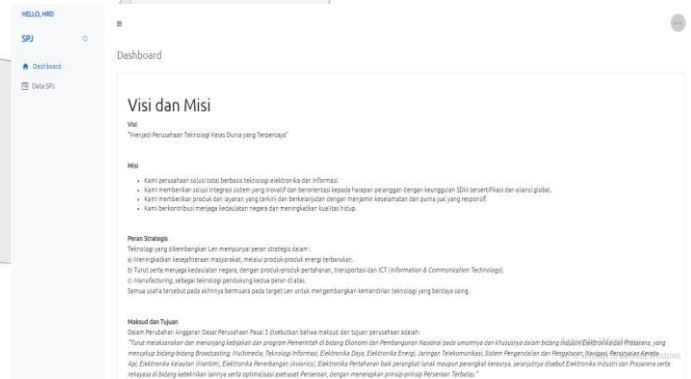 HELLO, HRD
SPJ
Dashboard
Data SPJ
Dashboard
Visi dan Misi
Visi
"Menjadi Perusahaan Teknologi Kelas Dunia yang Terpercaya"
Misi
Kami perusahaan solusi total berbasis teknologi elektronika dan informasi.
Kami memberikan solusi integrasi sistem yang inovatif dan berorientasi kepada harapan pelanggan dengan keunggulan SDM tersertifikasi dan aliansi global.
Kami memberikan produk dan layanan yang terkini dan berkelanjutan dengan menjamin keselamatan dan purna jual yang responsif.
Kami berkontribusi menjaga kedaulatan negara dan meningkatkan kualitas hidup.
Peran Strategis
Teknologi yang dikembangkan Len mempunyai peran strategis dalam :
a) Meningkatkan kesejahteraan masyarakat, melalui produk-produk energi terbarukan.
b) Turut serta menjaga kedaulatan negara, dengan produk-produk pertahanan, transportasi dan ICT (Information & Communication Technology).
c) Manufacturing, sebagai teknologi pendukung kedua peran di atas.
Semua usaha tersebut pada akhirnya bermuara pada target Len untuk mengembangkan kemandirian teknologi yang berdaya saing.
Maksud dan Tujuan
Dalam Perubahan Anggaran Dasar Perusahaan Pasal 3 disebutkan bahwa maksud dan tujuan perusahaan adalah:
"Turut melaksanakan dan menunjang kebijakan dan program Pemerintah di bidang Ekonomi dan Pembangunan Nasional pada umumnya dan khususnya dalam bidang Industri Elektronika dan Prasarana, yang
mencakup bidang-bidang Broadcasting, Multimedia, Teknologi Informasi, Elektronika Daya, Elektronika Energi, Jaringan Telekomunikasi, Sistem Pengendalian dan Pengaturan, Navigasi, Persinyalan Kereta
Api, Elektronika Kelautan (Maritim), Elektronika Penerbangan (Avionics), Elektronika Pertahanan baik perangkat lunak maupun perangkat kerasnya, selanjutnya disebut Elektronika Industri dan Prasarana serta
rekayasa di bidang keteknikan lainnya serta optimalisasi aset-aset Perseroan, dengan menerapkan prinsip-prinsip Perseroan Terbatas."